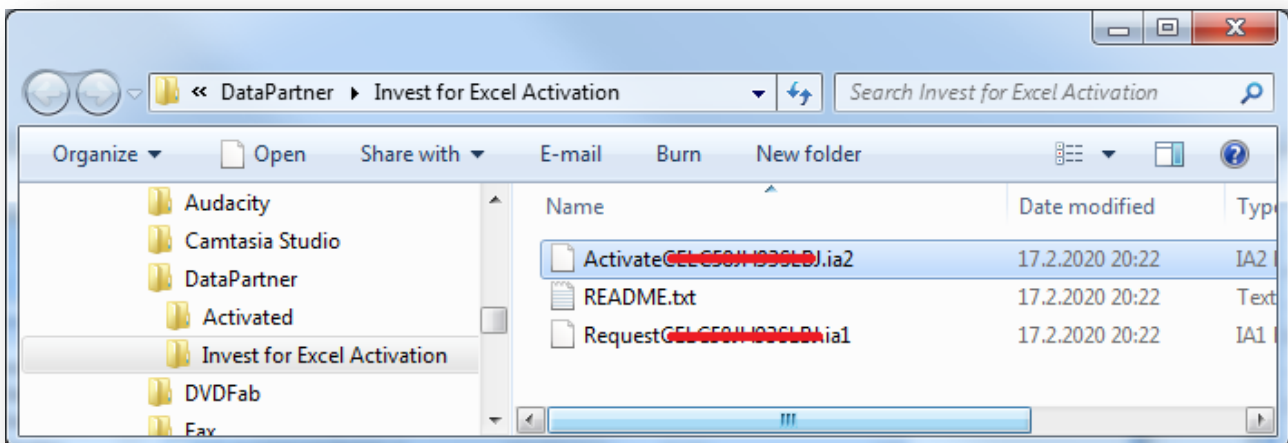 « DataPartner ▸ Invest for Excel Activation
Search Invest for Excel Activation
Organize Open Share with E-mail Burn New folder
Audacity
Camtasia Studio
DataPartner
Activated
Invest for Excel Activation
DVDFab
Fax
Name Date modified
Activate .ia2 17.2.2020 20:22 IA2
README.txt 17.2.2020 20:22 Text
Request .ia1 17.2.2020 20:22 IA1